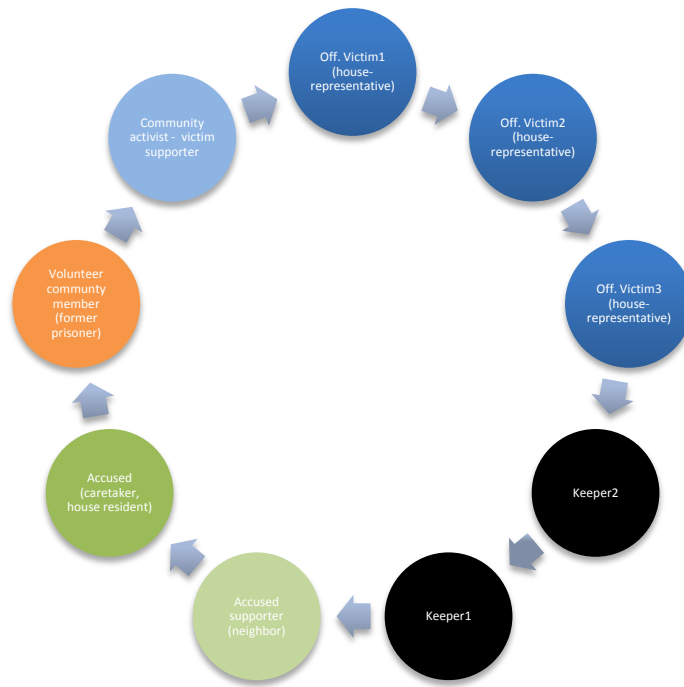 Off. Victim1
(house-
representative)
Off. Victim2
(house-
representative)
Off. Victim3
(house-
representative)
Keeper2
Keeper1
Accused
supporter
(neighbor)
Accused
(caretaker,
house resident)
Volunteer
community
member
(former
prisoner)
Community
activist - victim
supporter